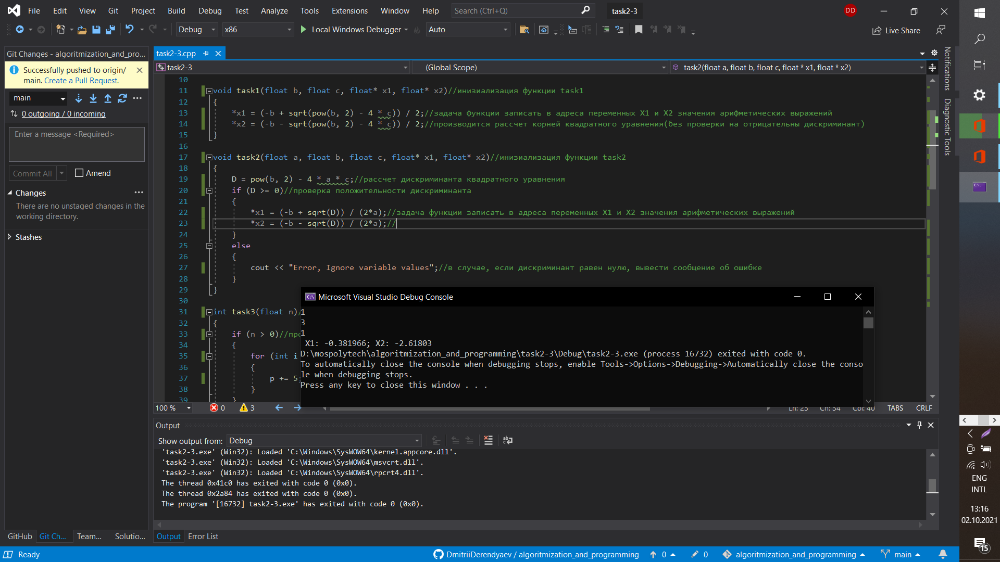 File Edit View Git Project Build Debug Test Analyze Tools Extensions Window Help Search (Ctrl+Q) task2-3 DD
Debug x86 Local Windows Debugger Auto Live Share
Git Changes - algoritmization_and_pro...
Successfully pushed to origin/
main. Create a Pull Request.
main
0 outgoing / 0 incoming
Enter a message <Required>
Commit All Amend
Changes
There are no unstaged changes in the
working directory.
Stashes
task2-3.cpp
task2-3 (Global Scope) task2(float a, float b, float c, float * x1, float * x2)
10
11 void task1(float b, float c, float* x1, float* x2)//инизиализация функции task1
12 {
13 *x1 = (-b + sqrt(pow(b, 2) - 4 * c)) / 2;//задача функции записать в адреса переменных X1 и X2 значения арифметических выражений
14 *x2 = (-b - sqrt(pow(b, 2) - 4 * c)) / 2;//производится рассчет корней квадратного уравнения(без проверки на отрицательны дискриминант)
15 }
16
17 void task2(float a, float b, float c, float* x1, float* x2)//инизиализация функции task2
18 {
19 D = pow(b, 2) - 4 * a * c;//рассчет дискриминанта квадратного уравнения
20 if (D >= 0)//проверка положительности дискриминанта
21 {
22 *x1 = (-b + sqrt(D)) / (2*a);//задача функции записать в адреса переменных X1 и X2 значения арифметических выражений
23 *x2 = (-b - sqrt(D)) / (2*a);//
24 }
25 else
26 {
27 cout << "Error, Ignore variable values";//в случае, если дискриминант равен нулю, вывести сообщение об ошибке
28 }
29 }
30
31 int task3(float n)/
32 {
33 if (n > 0)//про
34 {
35 for (int i
36 {
37 p += 5;
38 }
39 }
Microsoft Visual Studio Debug Console
1
3
1
X1: -0.381966; X2: -2.61803
D:\mospolytech\algoritmization_and_programming\task2-3\Debug\task2-3.exe (process 16732) exited with code 0.
To automatically close the console when debugging stops, enable Tools->Options->Debugging->Automatically close the conso
le when debugging stops.
Press any key to close this window . . .
100 % 0 3 Ln: 23 Ch: 34 Col: 40 TABS CRLF
Output
Show output from: Debug
'task2-3.exe' (Win32): Loaded 'C:\Windows\SysWOW64\kernel.appcore.dll'.
'task2-3.exe' (Win32): Loaded 'C:\Windows\SysWOW64\msvcrt.dll'.
'task2-3.exe' (Win32): Loaded 'C:\Windows\SysWOW64\rpcrt4.dll'.
The thread 0x41c0 has exited with code 0 (0x0).
The thread 0x2a84 has exited with code 0 (0x0).
The program '[16732] task2-3.exe' has exited with code 0 (0x0).
GitHub Git Ch... Team... Solutio... Output Error List
Ready DmitriiDerendyaev / algoritmization_and_programming 0 0 algoritmization_and_programming main
Notifications
Diagnostic Tools
ENG
INTL
13:16
02.10.2021
15